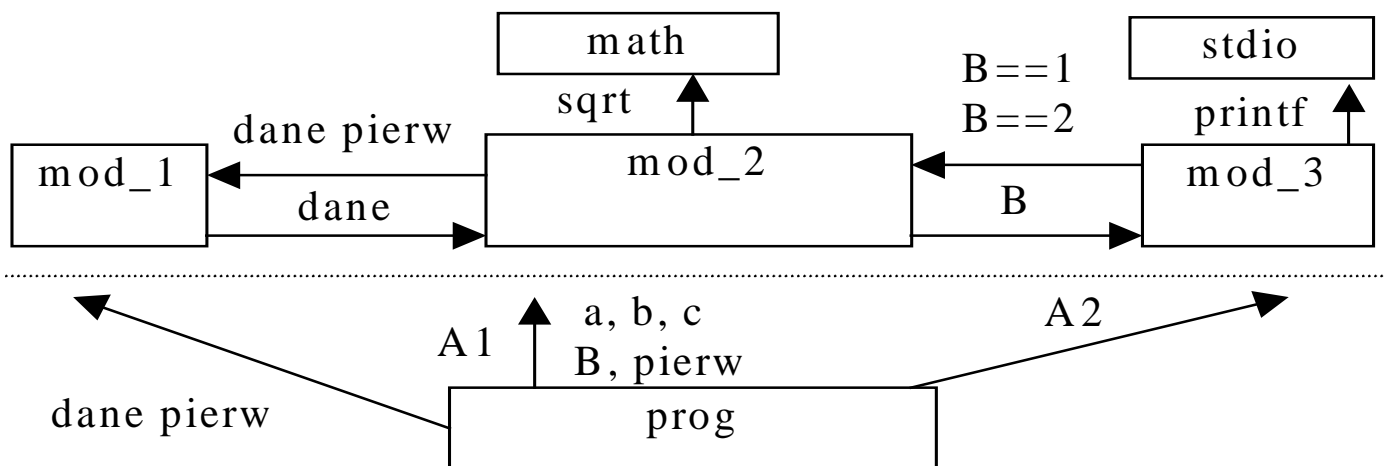 math
stdio
sqrt
B==1
B==2
printf
dane pierw
mod_1
mod_2
mod_3
dane
B
A1
a, b, c
B, pierw
A2
dane pierw
prog